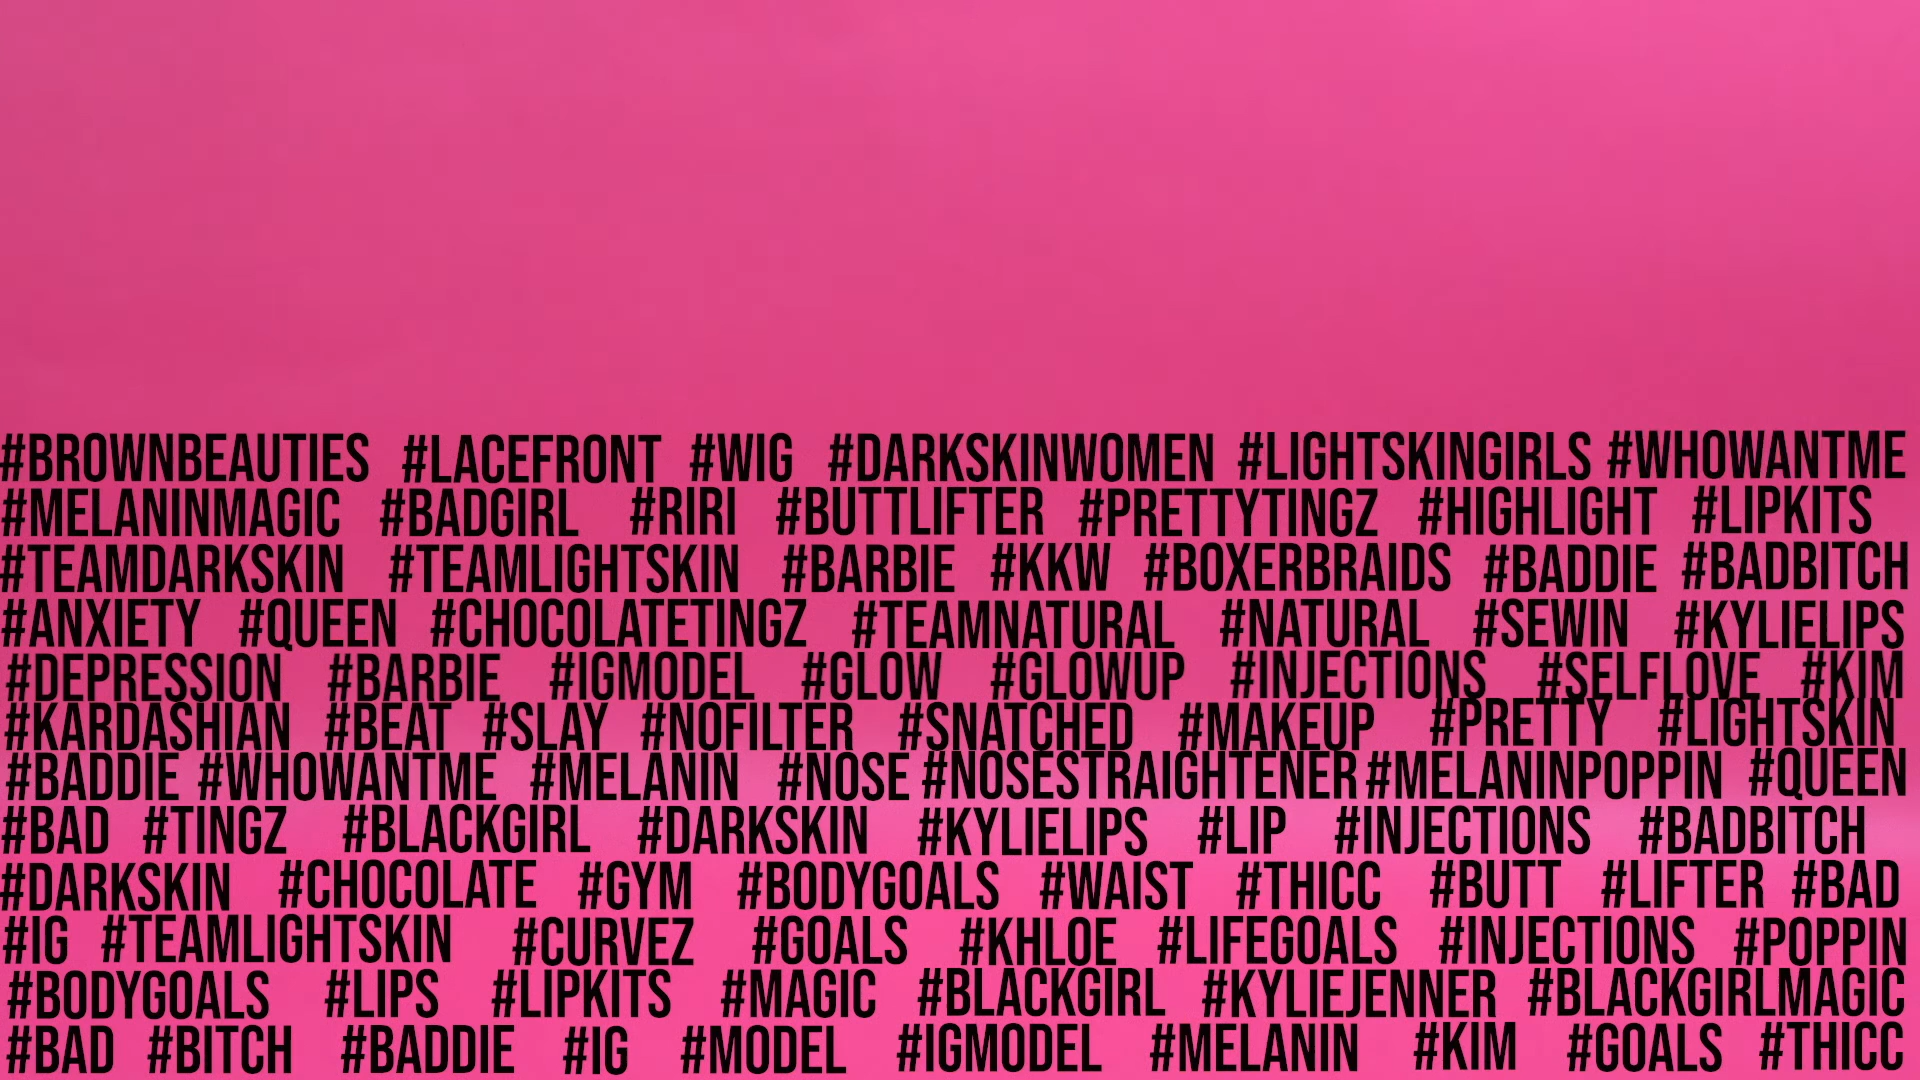 #BROWNBEAUTIES #LACEFRONT #WIG #DARKSKINWOMEN #LIGHTSKINGIRLS #WHOWANTME
#MELANINMAGIC #BADGIRL #RIRI #BUTTLIFTER #PRETTYTINGZ #HIGHLIGHT #LIPKITS
#TEAMDARKSKIN #TEAMLIGHTSKIN #BARBIE #KKW #BOXERBRAIDS #BADDIE #BADBITCH
#ANXIETY #QUEEN #CHOCOLATETINGZ #TEAMNATURAL #NATURAL #SEWIN #KYLIELIPS
#DEPRESSION #BARBIE #IGMODEL #GLOW #GLOWUP #INJECTIONS #SELFLOVE #KIM
#KARDASHIAN #BEAT #SLAY #NOFILTER #SNATCHED #MAKEUP #PRETTY #LIGHTSKIN
#BADDIE #WHOWANTME #MELANIN #NOSE #NOSESTRAIGHTENER #MELANINPOPPIN #QUEEN
#BAD #TINGZ #BLACKGIRL #DARKSKIN #KYLIELIPS #LIP #INJECTIONS #BADBITCH
#DARKSKIN #CHOCOLATE #GYM #BODYGOALS #WAIST #THICC #BUTT #LIFTER #BAD
#IG #TEAMLIGHTSKIN #CURVEZ #GOALS #KHLOE #LIFEGOALS #INJECTIONS #POPPIN
#BODYGOALS #LIPS #LIPKITS #MAGIC #BLACKGIRL #KYLIEJENNER #BLACKGIRLMAGIC
#BAD #BITCH #BADDIE #IG #MODEL #IGMODEL #MELANIN #KIM #GOALS #THICC